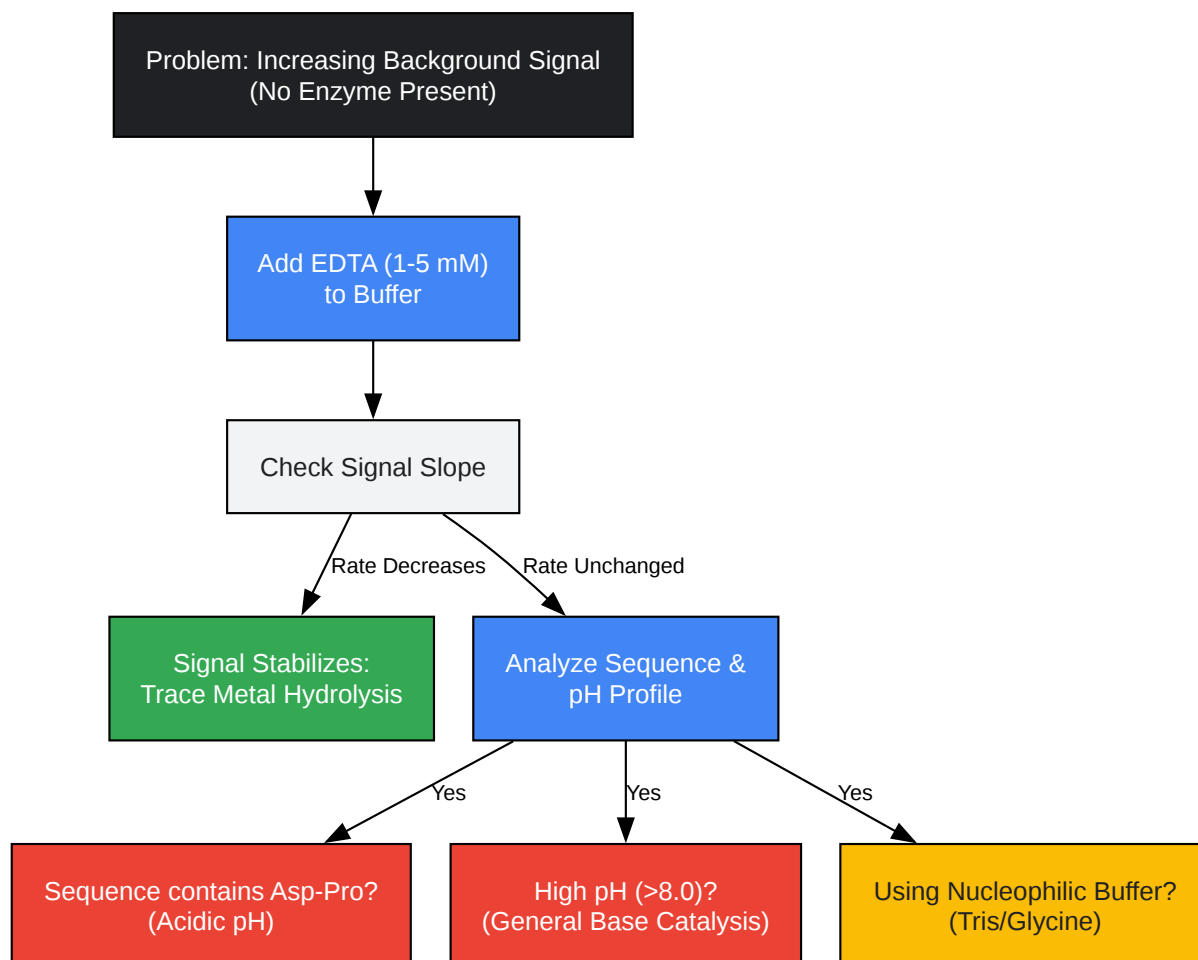 Problem: Increasing Background Signal
(No Enzyme Present)
Add EDTA (1-5 mM)
to Buffer
Check Signal Slope
Rate Decreases
Rate Unchanged
Signal Stabilizes:
Trace Metal Hydrolysis
Analyze Sequence &
pH Profile
Yes
Yes
Yes
Sequence contains Asp-Pro?
(Acidic pH)
High pH (>8.0)?
(General Base Catalysis)
Using Nucleophilic Buffer?
(Tris/Glycine)